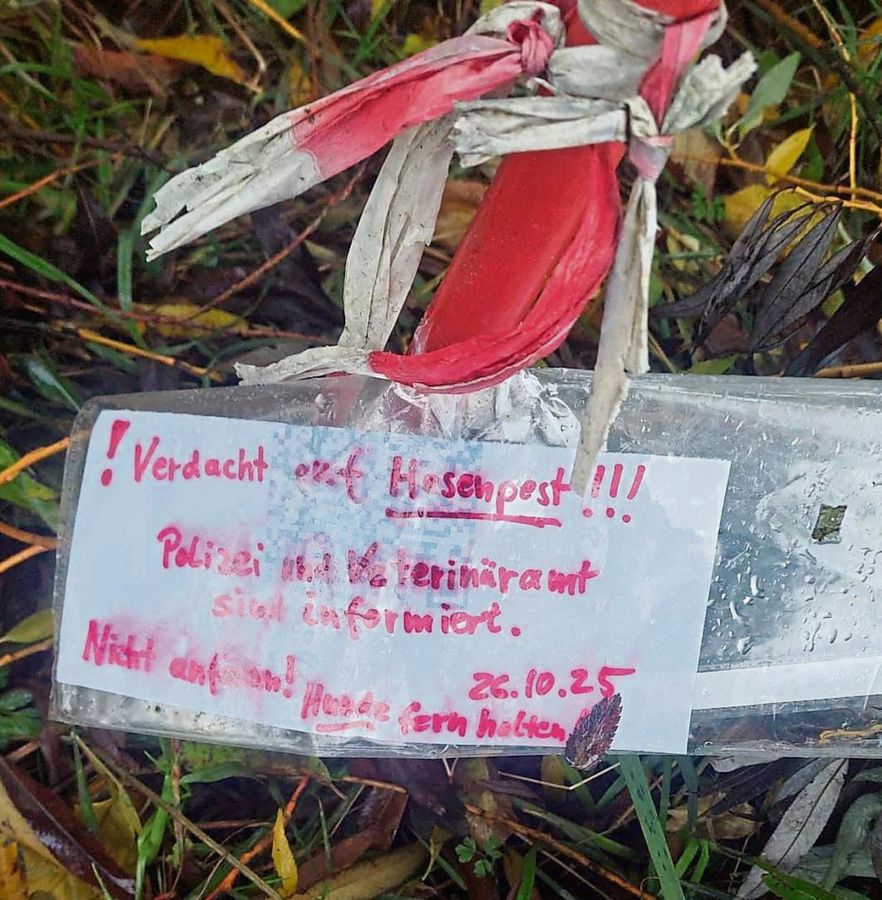 ! Verdacht auf Hasenpest !!!
Polizei und Veterinäramt
sind informiert.
Nicht anfassen! 26.10.25
Hunde fern halten!